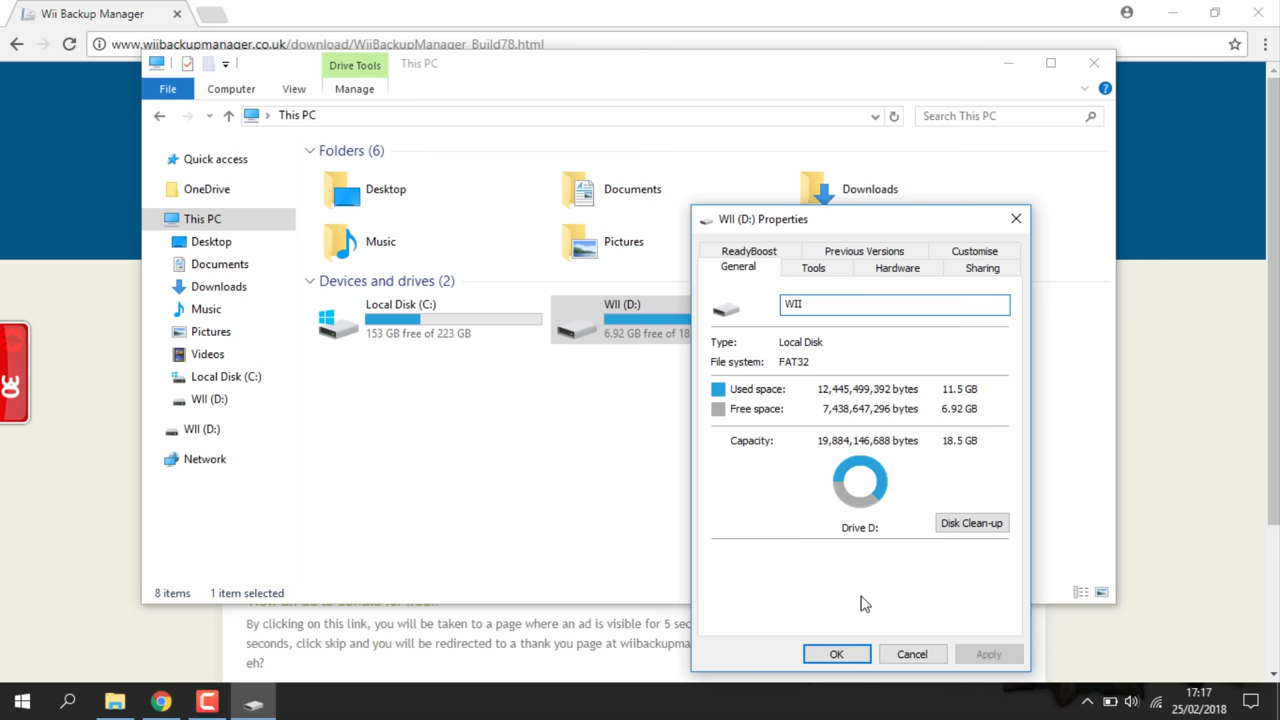 Wii Backup Manager
www.wiibackupmanager.co.uk/download/WiiBackupManager_Build78.html
Drive Tools
This PC
File
Computer
View
Manage
This PC
Search This PC
Quick access
OneDrive
This PC
Desktop
Documents
Downloads
Music
Pictures
Videos
Local Disk (C:)
WII (D:)
WII (D:)
Network
Folders (6)
Desktop
Documents
Downloads
Music
Pictures
Devices and drives (2)
Local Disk (C:)
153 GB free of 223 GB
WII (D:)
6.92 GB free of 18
8 items
1 item selected
WII (D:) Properties
ReadyBoost
Previous Versions
Customise
General
Tools
Hardware
Sharing
WII
Type: Local Disk
File system: FAT32
Used space: 12,445,499,392 bytes 11.5 GB
Free space: 7,438,647,296 bytes 6.92 GB
Capacity: 19,884,146,688 bytes 18.5 GB
Drive D:
Disk Clean-up
OK
Cancel
Apply
By clicking on this link, you will be taken to a page where an ad is visible for 5 sec
seconds, click skip and you will be redirected to a thank you page at wiibackupma
eh?
17:17
25/02/2018